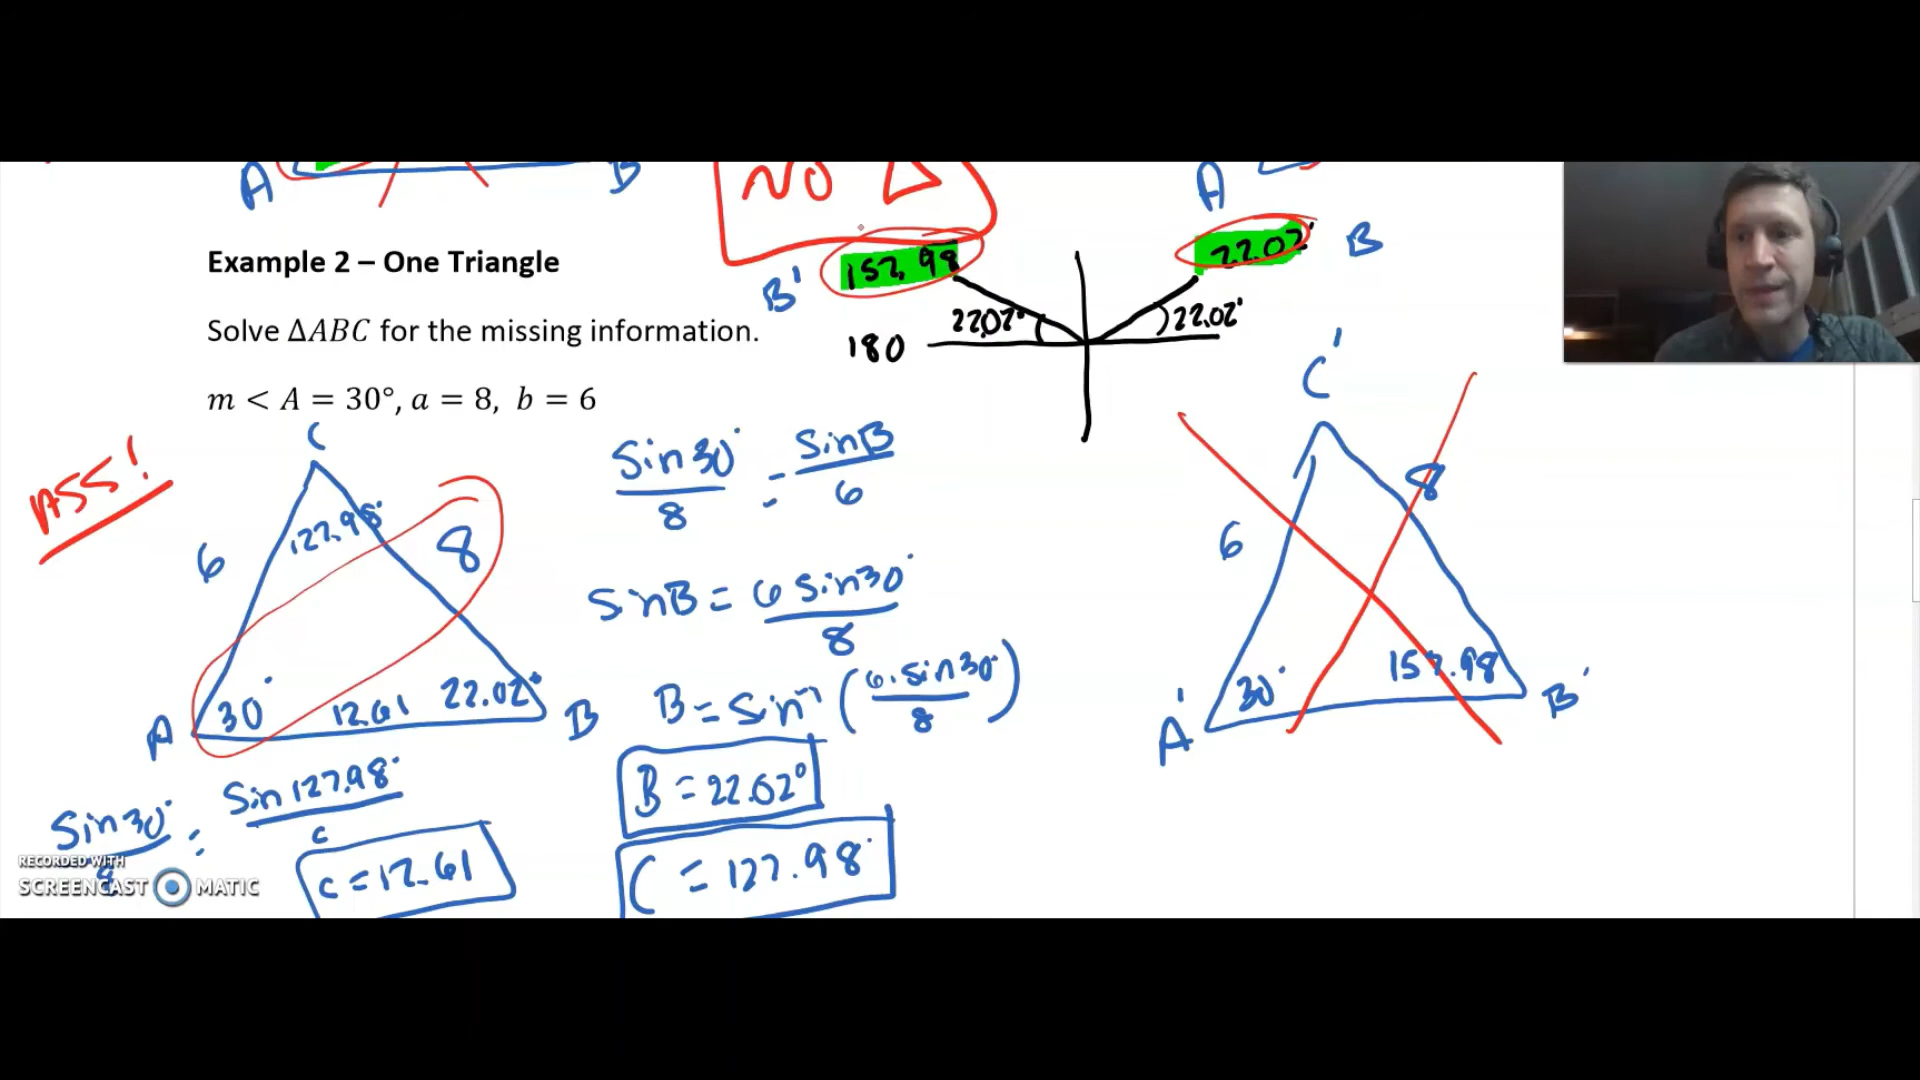 A B
NO Δ
A
Example 2 – One Triangle
B' 157.98 22.02° B
Solve ΔABC for the missing information.
180 22.02° 22.02°
m < A = 30°, a = 8, b = 6
ASS!
C
6 8
127.98°
A 30° 12.61 22.02° B
sin30°/8 = sinB/6
sinB = 6 sin30°/8
B = sin⁻¹(6·sin30°/8)
B = 22.02°
C = 127.98°
C'
6 8
A' 30° 157.98 B'
sin30°/8 = sin127.98°/c
c = 12.61
RECORDED WITH
SCREENCAST MATIC